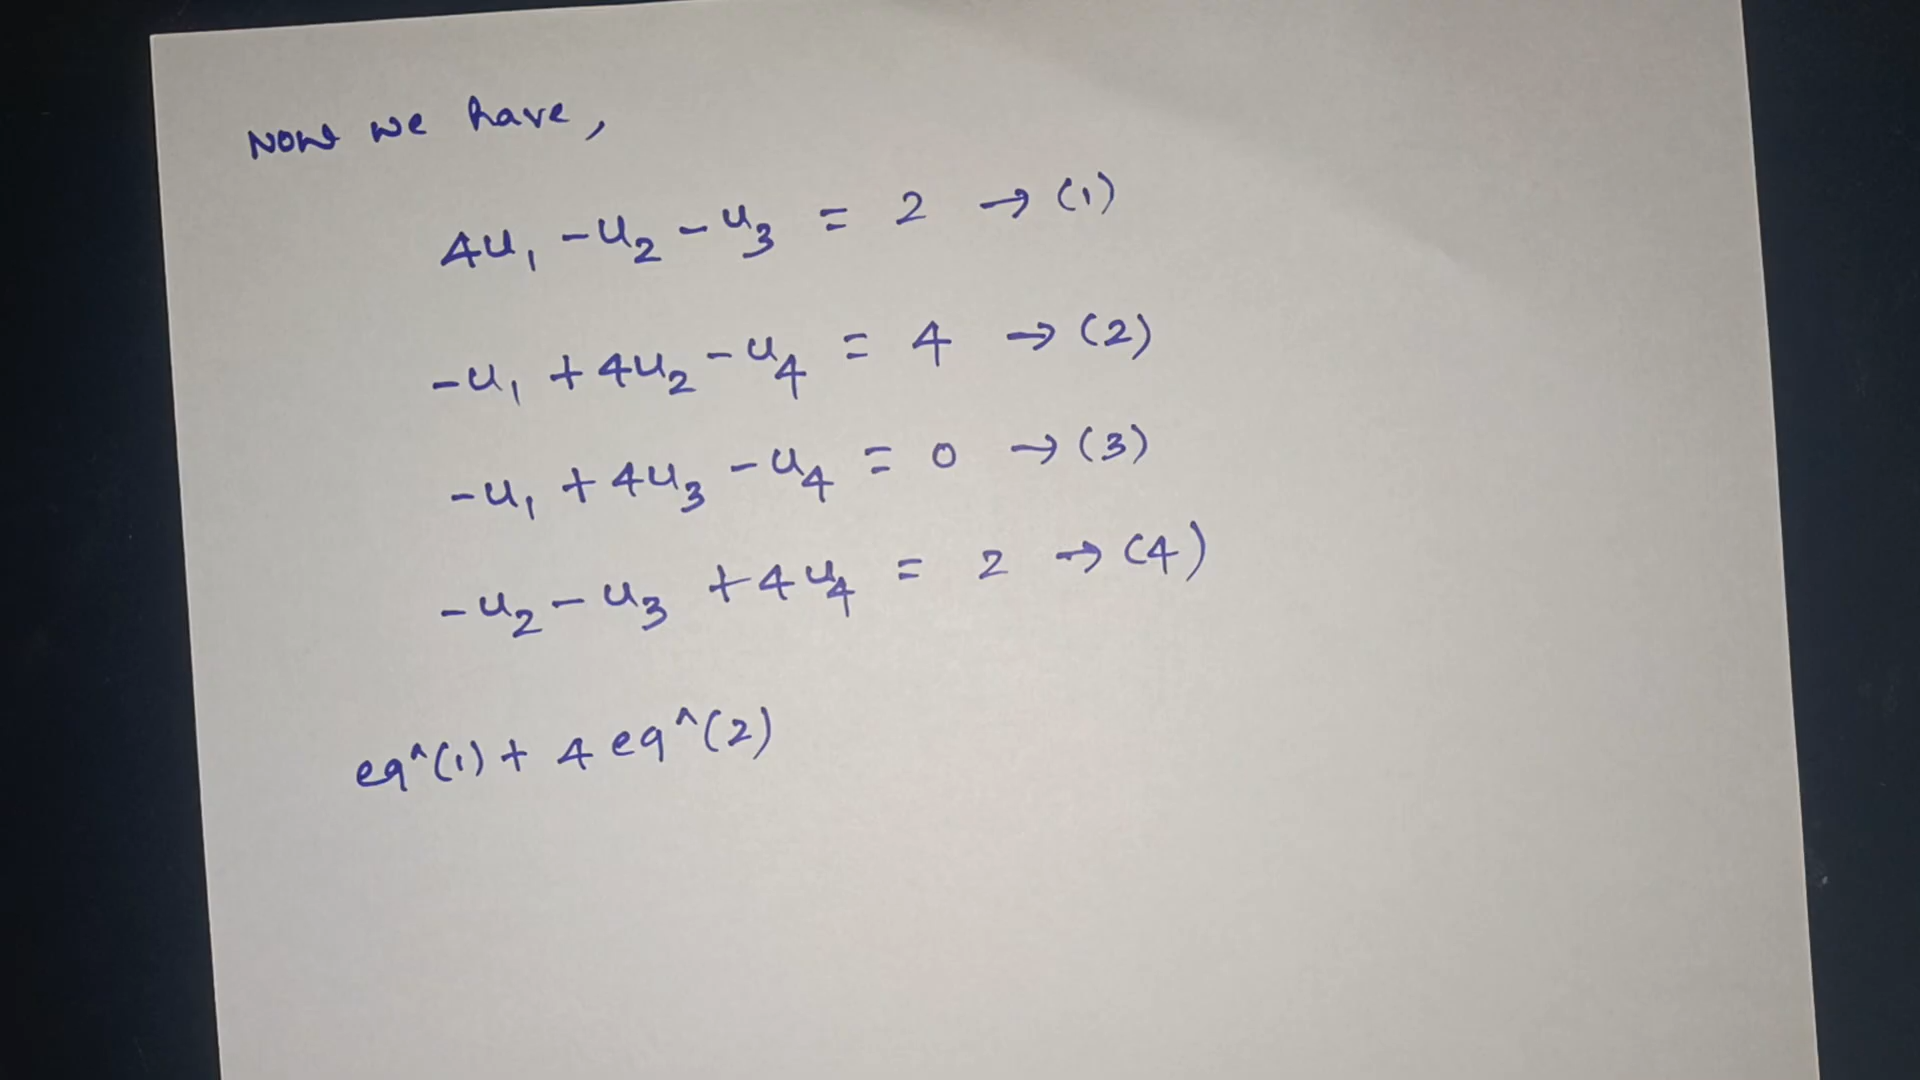 Now we have,
4u₁ - u₂ - u₃ = 2 → (1)
-u₁ + 4u₂ - u₄ = 4 → (2)
-u₁ + 4u₃ - u₄ = 0 → (3)
-u₂ - u₃ + 4u₄ = 2 → (4)
eq^(1) + 4 eq^(2)